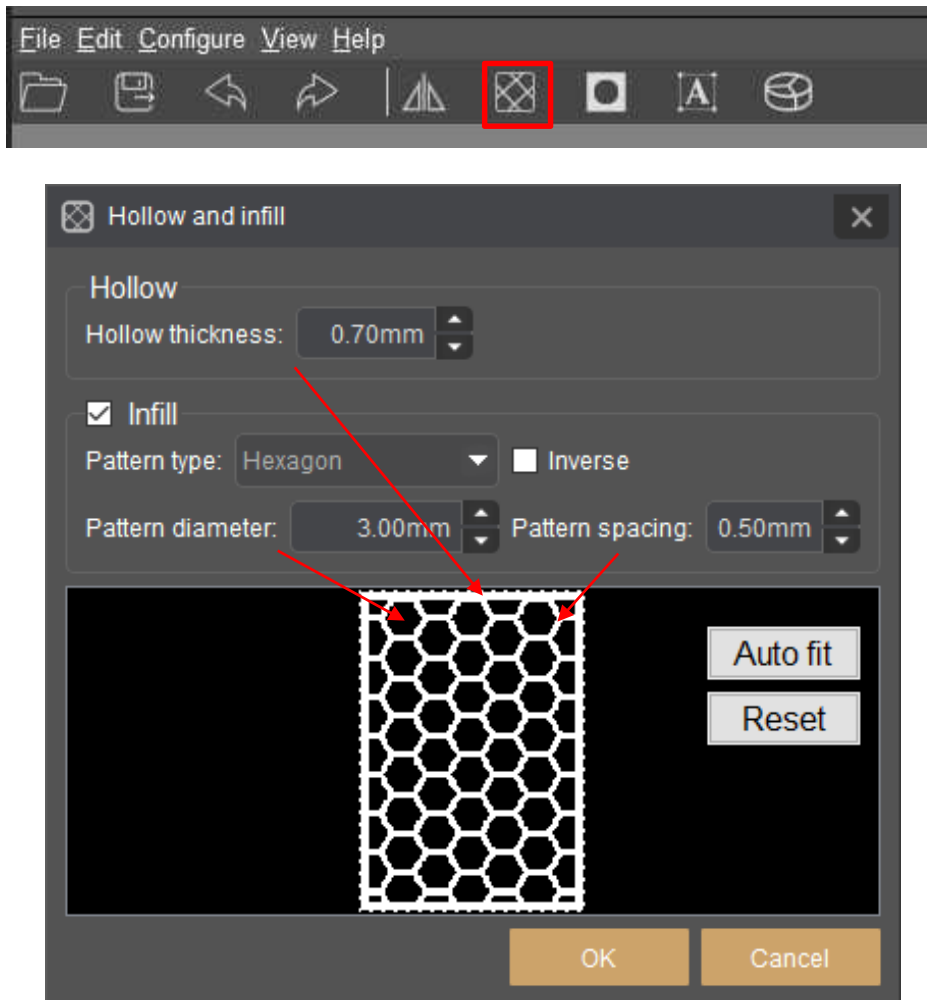 File Edit Configure View Help
A
Hollow and infill
Hollow
Hollow thickness: 0.70mm
Infill
Pattern type: Hexagon Inverse
Pattern diameter: 3.00mm Pattern spacing: 0.50mm
Auto fit
Reset
OK Cancel